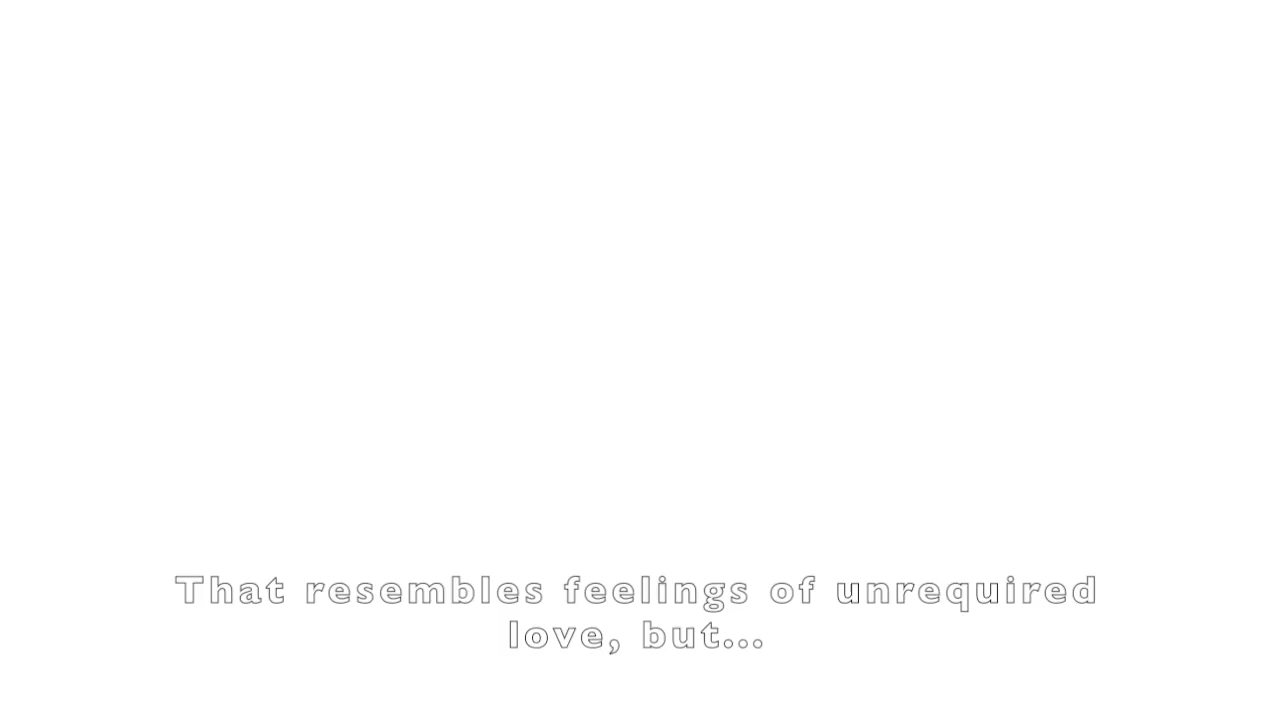 That resembles feelings of unrequired
love, but...